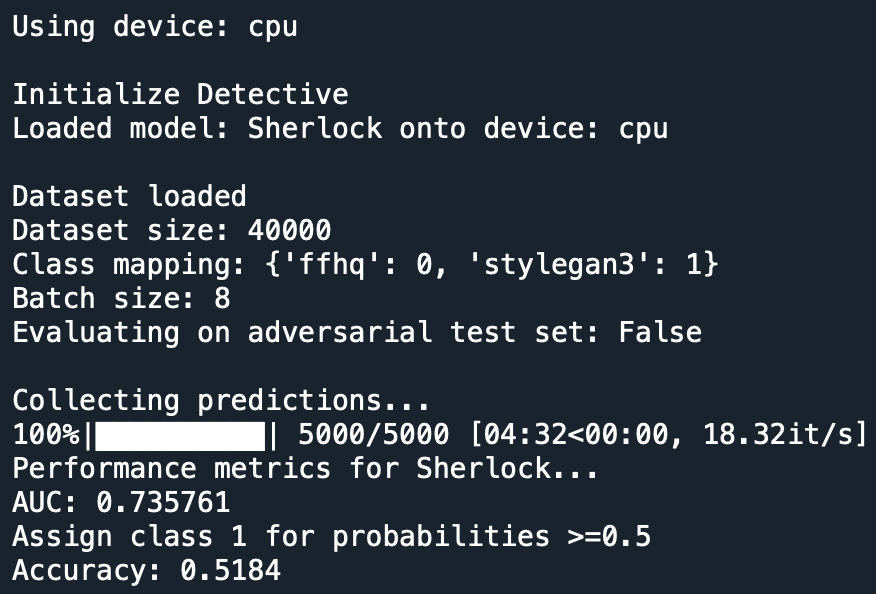 Using device: cpu
Initialize Detective
Loaded model: Sherlock onto device: cpu
Dataset loaded
Dataset size: 40000
Class mapping: {'ffhq': 0, 'stylegan3': 1}
Batch size: 8
Evaluating on adversarial test set: False
Collecting predictions...
100%|██████████| 5000/5000 [04:32<00:00, 18.32it/s]
Performance metrics for Sherlock...
AUC: 0.735761
Assign class 1 for probabilities >=0.5
Accuracy: 0.5184